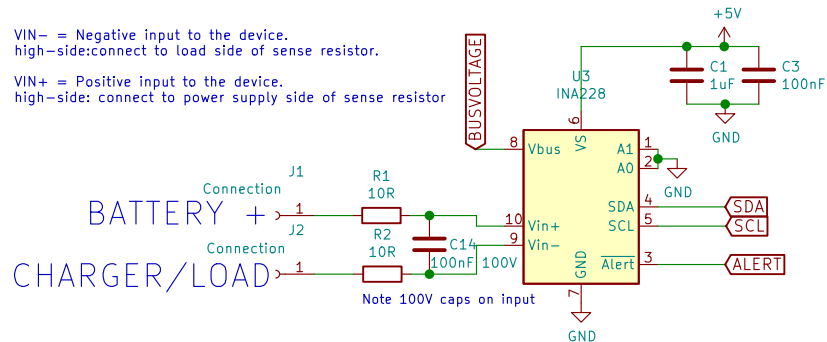 VIN- = Negative input to the device.
high-side:connect to load side of sense resistor.
VIN+ = Positive input to the device.
high-side: connect to power supply side of sense resistor
BUSVOLTAGE
+5V
C1
1uF
C3
100nF
GND
U3
INA228
6
VS
8
Vbus
A1
1
A0
2
GND
J1
Connection
BATTERY +
1
R1
10R
10
Vin+
SDA
4
SDA
SCL
5
SCL
J2
Connection
CHARGER/LOAD
1
R2
10R
C14
100nF 100V
9
Vin-
Alert
3
ALERT
GND
7
GND
Note 100V caps on input